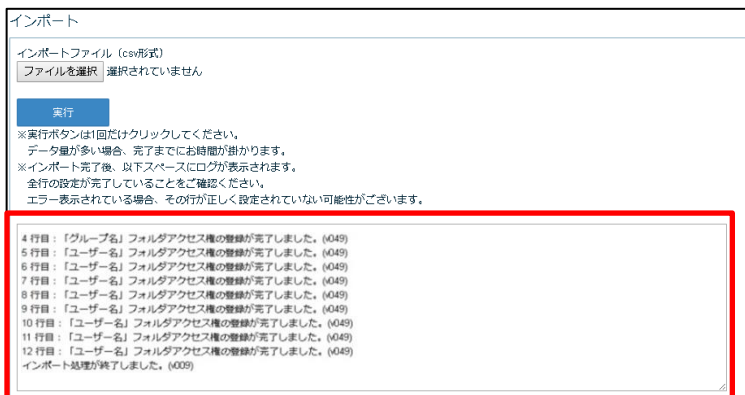 インポート
インポートファイル（csv形式）
ファイルを選択 選択されていません
実行
※実行ボタンは1回だけクリックしてください。
データ量が多い場合、完了までにお時間が掛かります。
※インポート完了後、以下スペースにログが表示されます。
全行の設定が完了していることをご確認ください。
エラー表示されている場合、その行が正しく設定されていない可能性がございます。
4 行目：「グループ名」フォルダアクセス権の登録が完了しました。(v049)
5 行目：「ユーザー名」フォルダアクセス権の登録が完了しました。(v049)
6 行目：「ユーザー名」フォルダアクセス権の登録が完了しました。(v049)
7 行目：「ユーザー名」フォルダアクセス権の登録が完了しました。(v049)
8 行目：「ユーザー名」フォルダアクセス権の登録が完了しました。(v049)
9 行目：「ユーザー名」フォルダアクセス権の登録が完了しました。(v049)
10 行目：「ユーザー名」フォルダアクセス権の登録が完了しました。(v049)
11 行目：「ユーザー名」フォルダアクセス権の登録が完了しました。(v049)
12 行目：「ユーザー名」フォルダアクセス権の登録が完了しました。(v049)
インポート処理が終了しました。(v009)